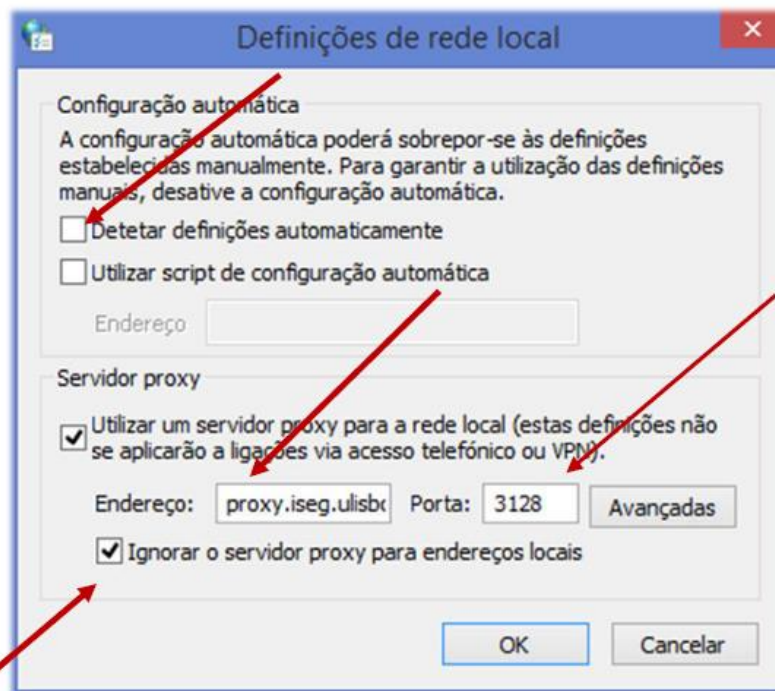 Definições de rede local
Configuração automática
A configuração automática poderá sobrepor-se às definições
estabelecidas manualmente. Para garantir a utilização das definições
manuais, desative a configuração automática.
Detetar definições automaticamente
Utilizar script de configuração automática
Endereço
Servidor proxy
Utilizar um servidor proxy para a rede local (estas definições não
se aplicarão a ligações via acesso telefónico ou VPN).
Endereço: proxy.iseg.ulisbo Porta: 3128 Avançadas
Ignorar o servidor proxy para endereços locais
OK Cancelar